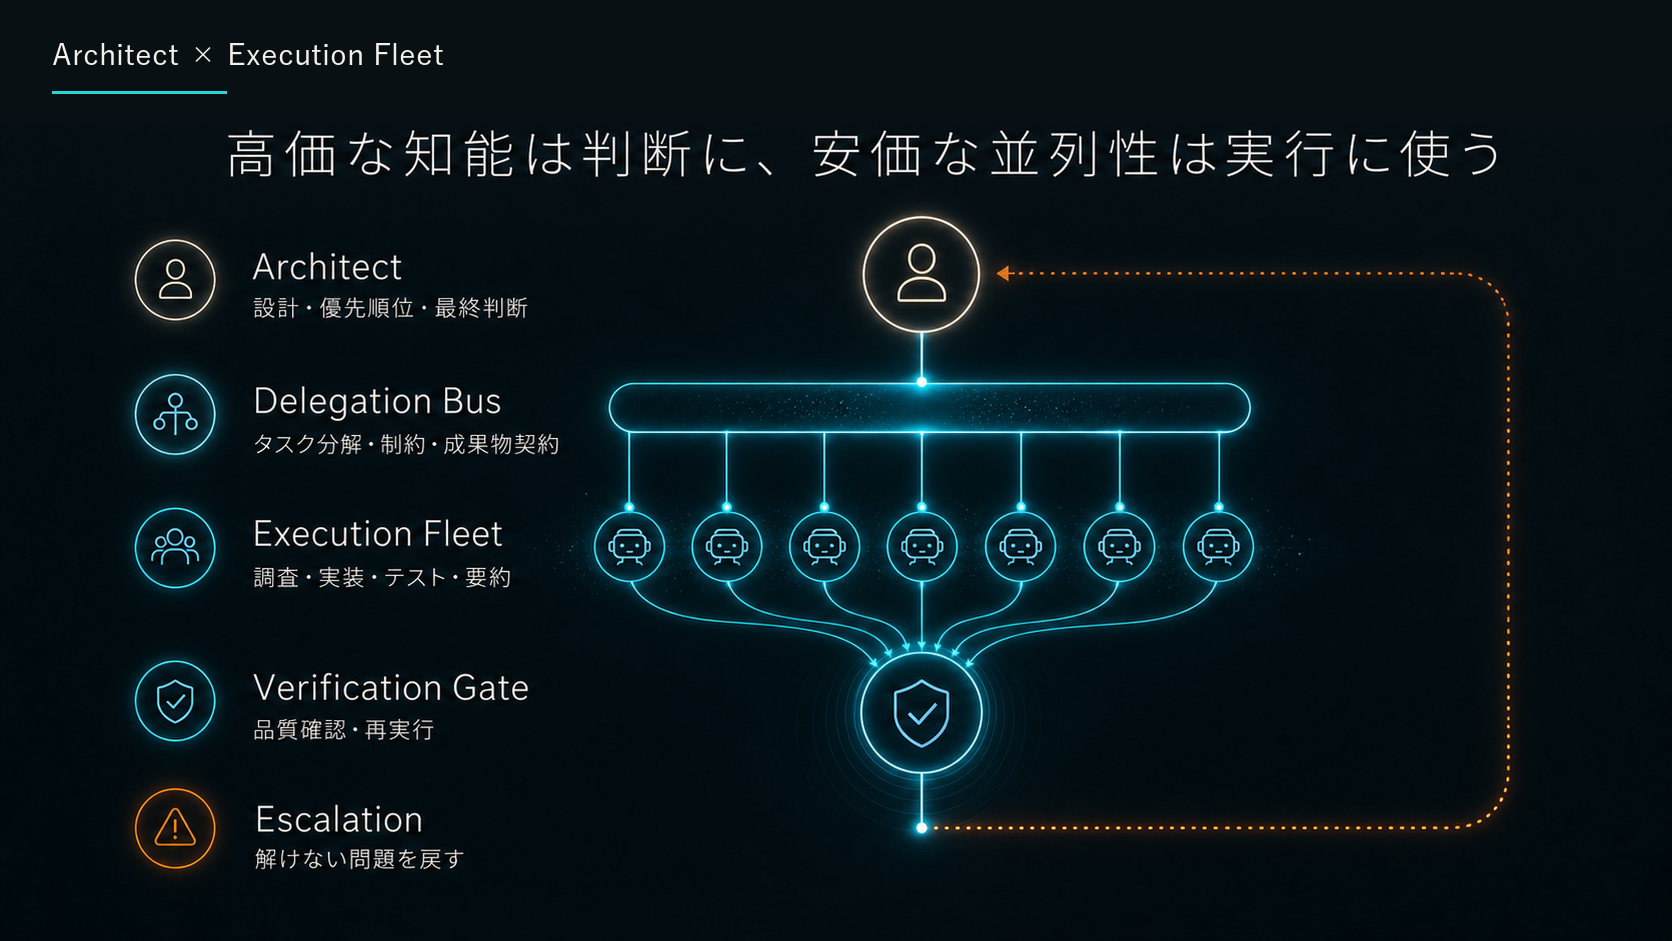 Architect × Execution Fleet
高価な知能は判断に、安価な並列性は実行に使う
Architect
設計・優先順位・最終判断
Delegation Bus
タスク分解・制約・成果物契約
Execution Fleet
調査・実装・テスト・要約
Verification Gate
品質確認・再実行
Escalation
解けない問題を戻す